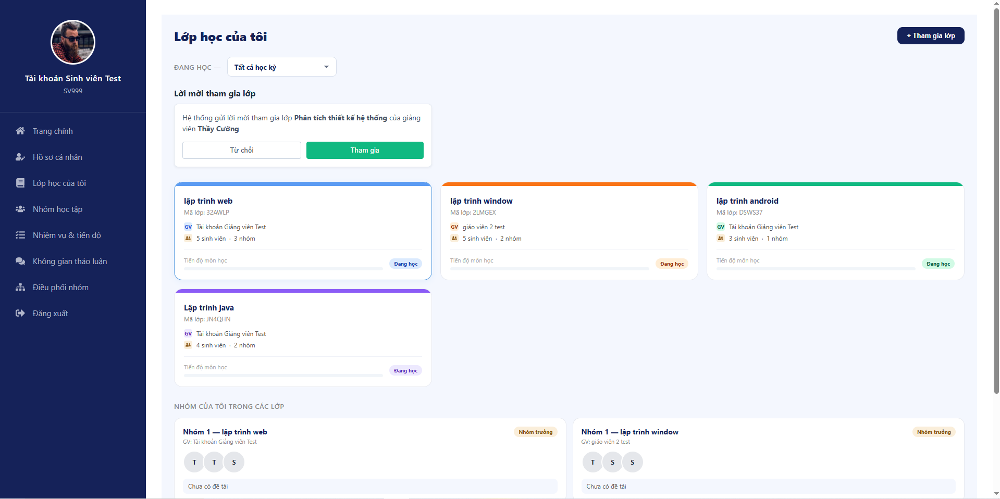 Tài khoản Sinh viên Test
SV999
Trang chính
Hồ sơ cá nhân
Lớp học của tôi
Nhóm học tập
Nhiệm vụ & tiến độ
Không gian thảo luận
Điều phối nhóm
Đăng xuất
Lớp học của tôi
+ Tham gia lớp
ĐANG HỌC —
Tất cả học kỳ
Lời mời tham gia lớp
Hệ thống gửi lời mời tham gia lớp Phân tích thiết kế hệ thống của giảng
viên Thầy Cường
Từ chối
Tham gia
lập trình web
Mã lớp: 32AWLP
GV Tài khoản Giảng viên Test
5 sinh viên · 3 nhóm
Tiến độ môn học
Đang học
lập trình window
Mã lớp: 2LMGEX
GV giáo viên 2 test
5 sinh viên · 2 nhóm
Tiến độ môn học
Đang học
lập trình android
Mã lớp: DSWS37
GV Tài khoản Giảng viên Test
3 sinh viên · 1 nhóm
Tiến độ môn học
Đang học
Lập trình java
Mã lớp: JN4QHN
GV Tài khoản Giảng viên Test
4 sinh viên · 2 nhóm
Tiến độ môn học
Đang học
NHÓM CỦA TÔI TRONG CÁC LỚP
Nhóm 1 — lập trình web
Nhóm trưởng
GV: Tài khoản Giảng viên Test
T T S
Chưa có đề tài
Nhóm 1 — lập trình window
Nhóm trưởng
GV: giáo viên 2 test
T S S
Chưa có đề tài